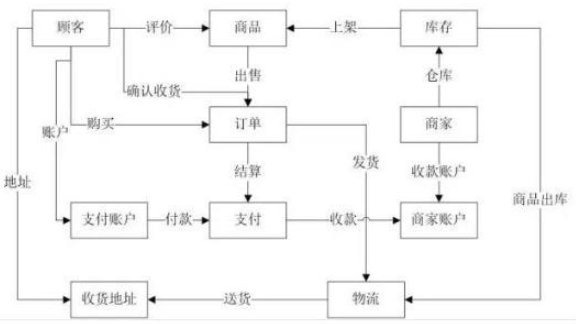 顾客
评价
商品
上架
库存
出售
仓库
确认收货
账户
购买
订单
商家
地址
结算
发货
收款账户
商品出库
支付账户
付款
支付
收款
商家账户
收货地址
送货
物流